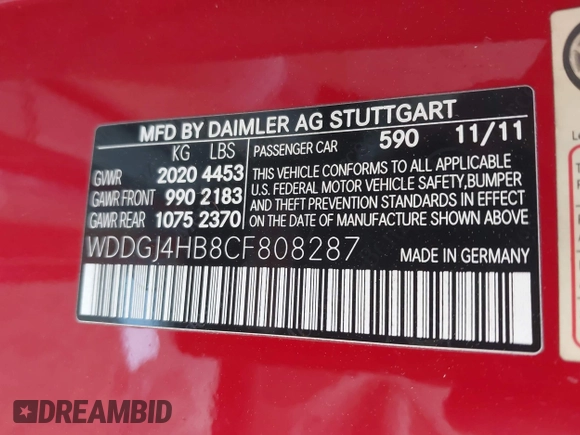 MFD BY DAIMLER AG STUTTGART
KG LBS PASSENGER CAR 590 11/11
GVWR 2020 4453
GAWR FRONT 990 2183
GAWR REAR 1075 2370
THIS VEHICLE CONFORMS TO ALL APPLICABLE
U.S. FEDERAL MOTOR VEHICLE SAFETY, BUMPER
AND THEFT PREVENTION STANDARDS IN EFFECT
ON THE DATE OF MANUFACTURE SHOWN ABOVE
WDDGJ4HB8CF808287
MADE IN GERMANY
DREAMBID